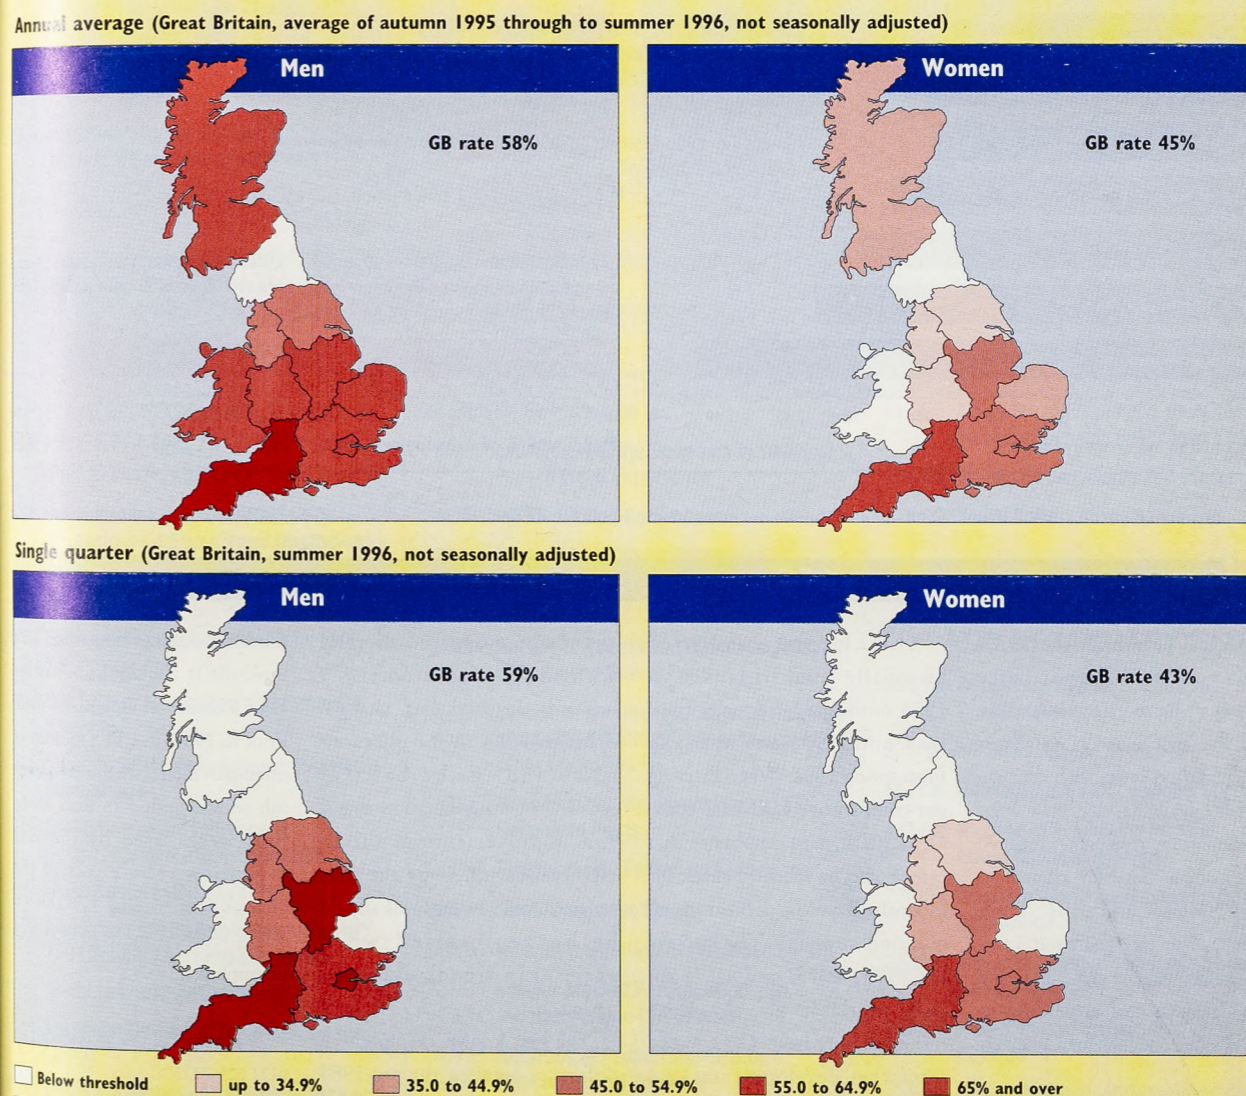 Annual average (Great Britain, average of autumn 1995 through to summer 1996, not seasonally adjusted)
Men
GB rate 58%
Women
GB rate 45%
Single quarter (Great Britain, summer 1996, not seasonally adjusted)
Men
GB rate 59%
Women
GB rate 43%
Below threshold up to 34.9% 35.0 to 44.9% 45.0 to 54.9% 55.0 to 64.9% 65% and over